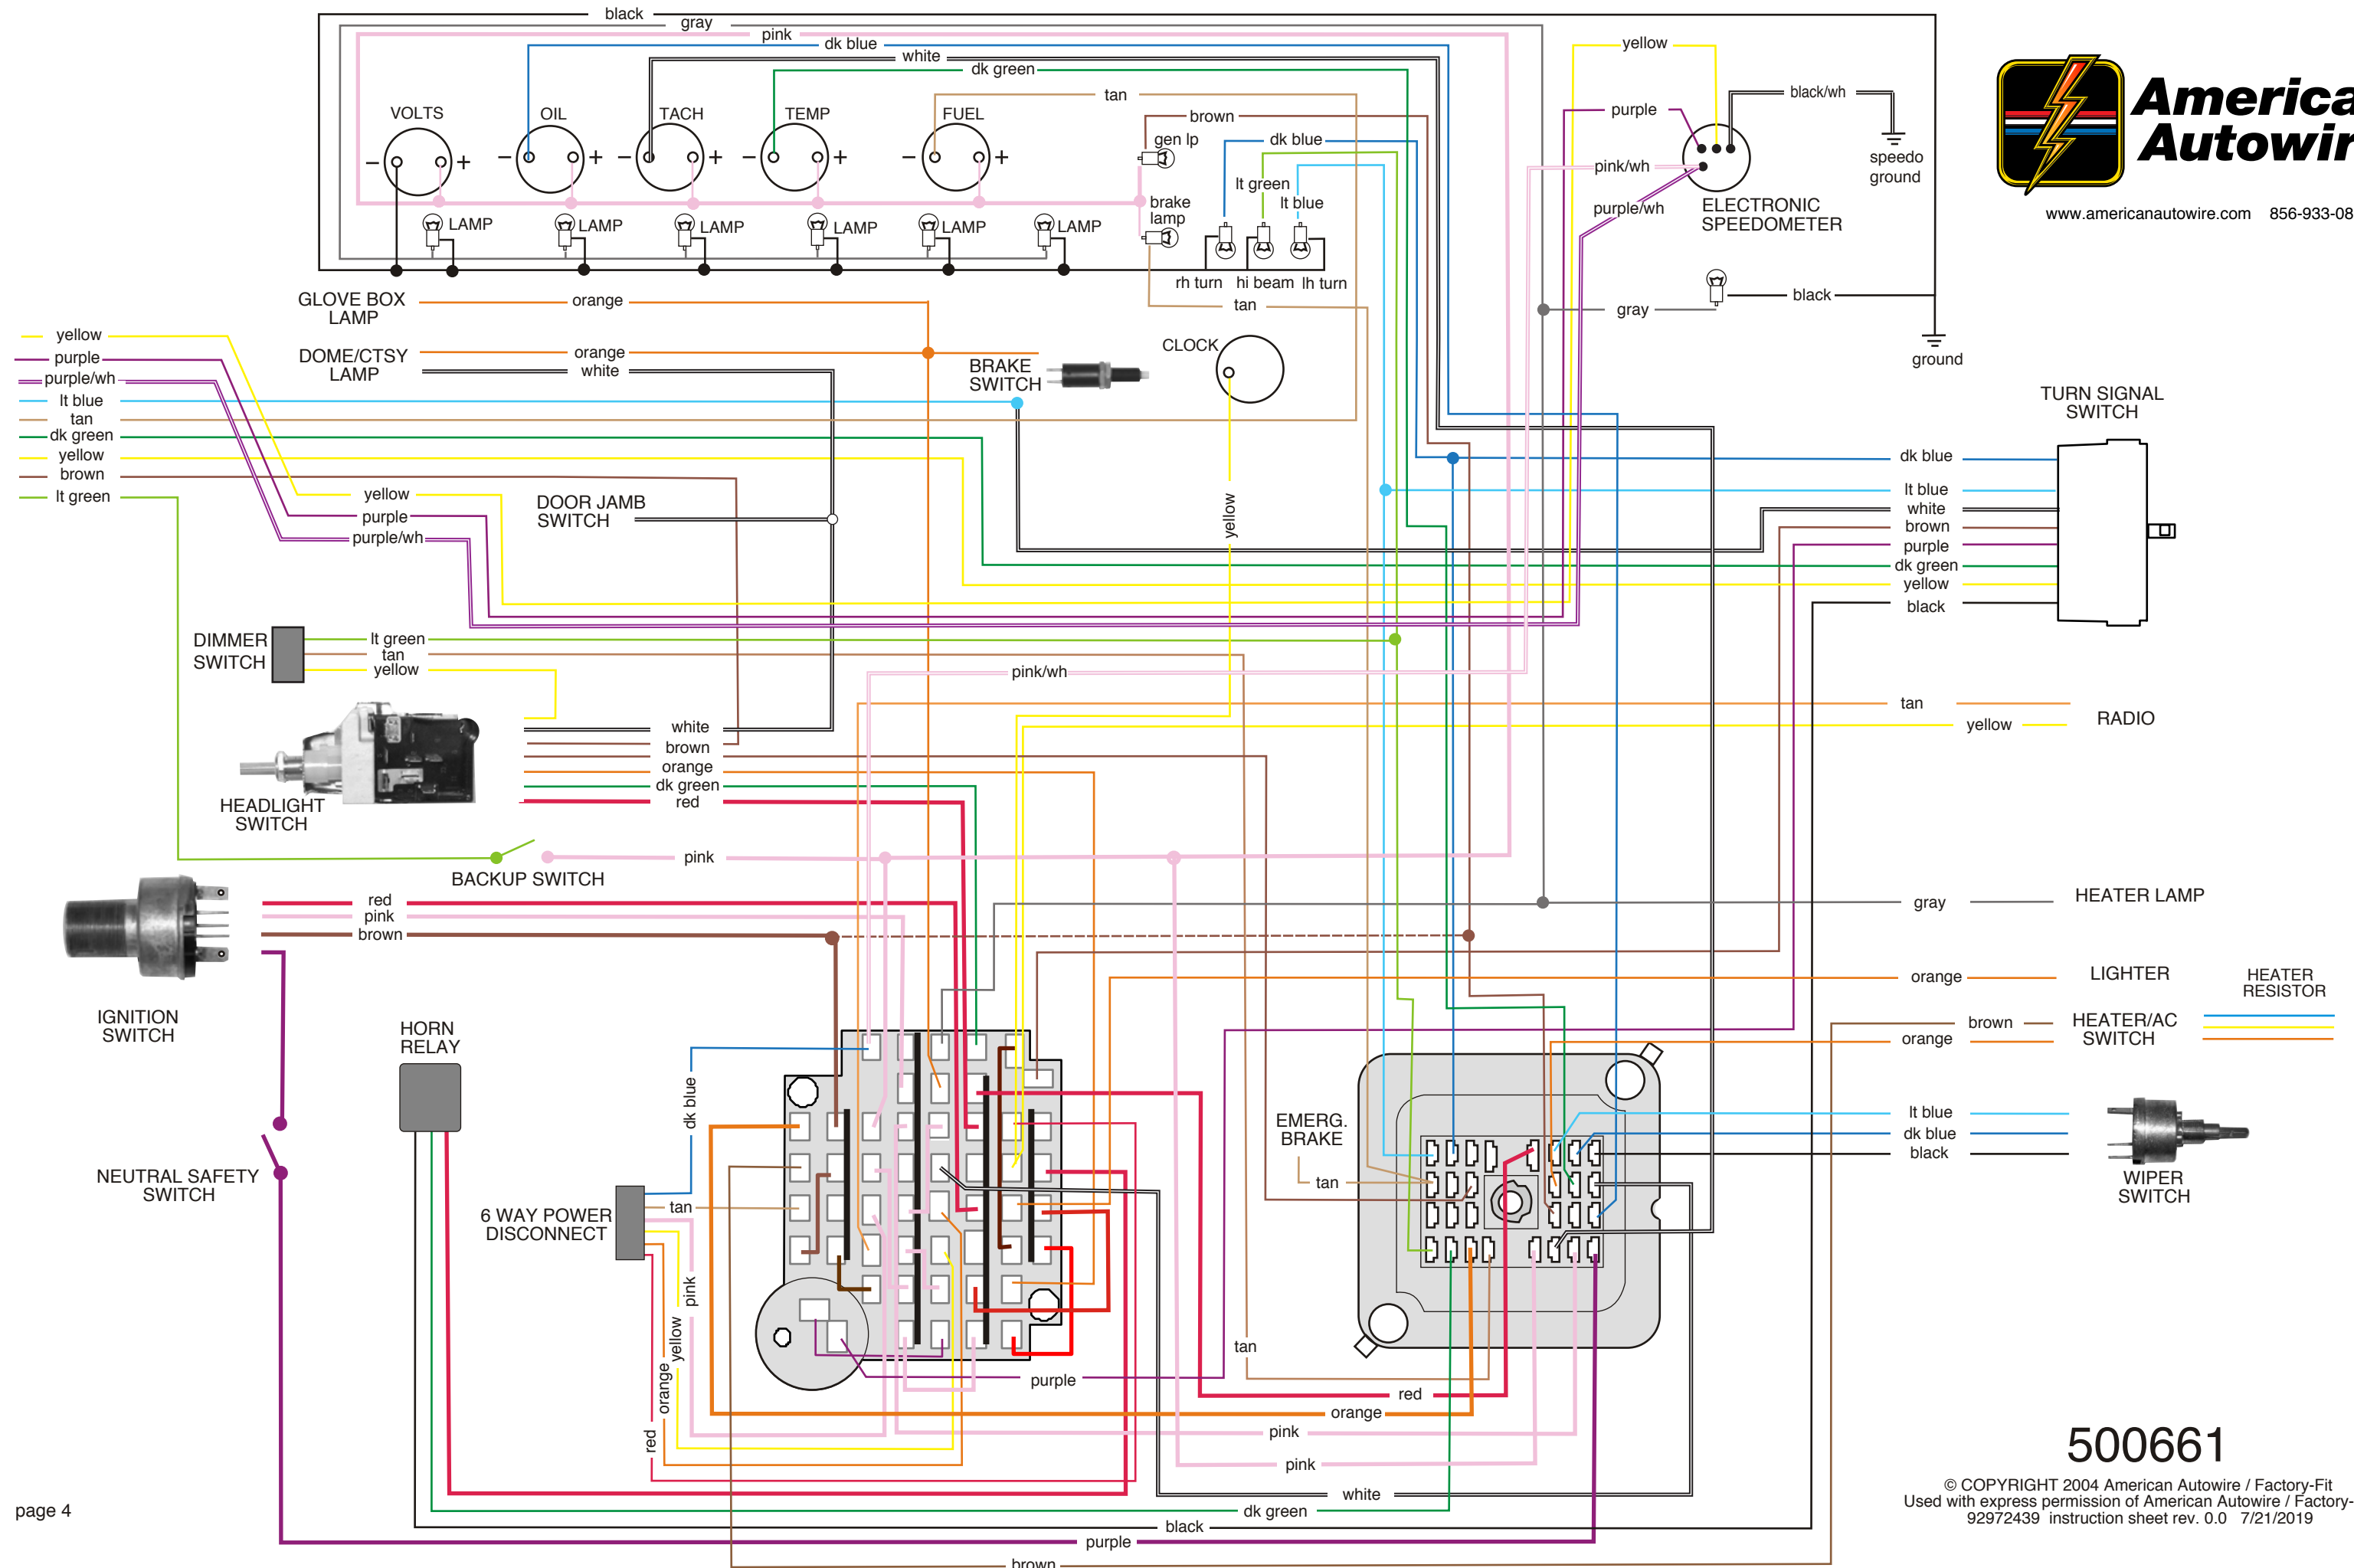 black
gray
pink
dk blue
white
dk green
tan
brown
yellow
purple
black/wh
pink/wh
purple/wh
VOLTS
OIL
TACH
TEMP
FUEL
− +
− +
− +
− +
− +
gen lp
dk blue
lt green
lt blue
brake
lamp
LAMP
LAMP
LAMP
LAMP
LAMP
LAMP
rh turn
hi beam
lh turn
tan
speedo
ground
ELECTRONIC
SPEEDOMETER
America
Autowir
www.americanautowire.com 856-933-08
gray
black
ground
GLOVE BOX
LAMP
orange
DOME/CTSY
LAMP
orange
white
BRAKE
SWITCH
CLOCK
yellow
yellow
purple
purple/wh
lt blue
tan
dk green
yellow
brown
lt green
yellow
purple
purple/wh
DOOR JAMB
SWITCH
TURN SIGNAL
SWITCH
dk blue
lt blue
white
brown
purple
dk green
yellow
black
DIMMER
SWITCH
lt green
tan
yellow
pink/wh
tan
yellow
RADIO
HEADLIGHT
SWITCH
white
brown
orange
dk green
red
BACKUP SWITCH
pink
IGNITION
SWITCH
red
pink
brown
gray
HEATER LAMP
orange
LIGHTER
HEATER
RESISTOR
brown
orange
HEATER/AC
SWITCH
HORN
RELAY
NEUTRAL SAFETY
SWITCH
6 WAY POWER
DISCONNECT
dk blue
tan
pink
yellow
orange
red
EMERG.
BRAKE
tan
lt blue
dk blue
black
WIPER
SWITCH
tan
purple
red
orange
pink
pink
white
dk green
black
purple
brown
500661
© COPYRIGHT 2004 American Autowire / Factory-Fit
Used with express permission of American Autowire / Factory-
92972439 instruction sheet rev. 0.0 7/21/2019
page 4